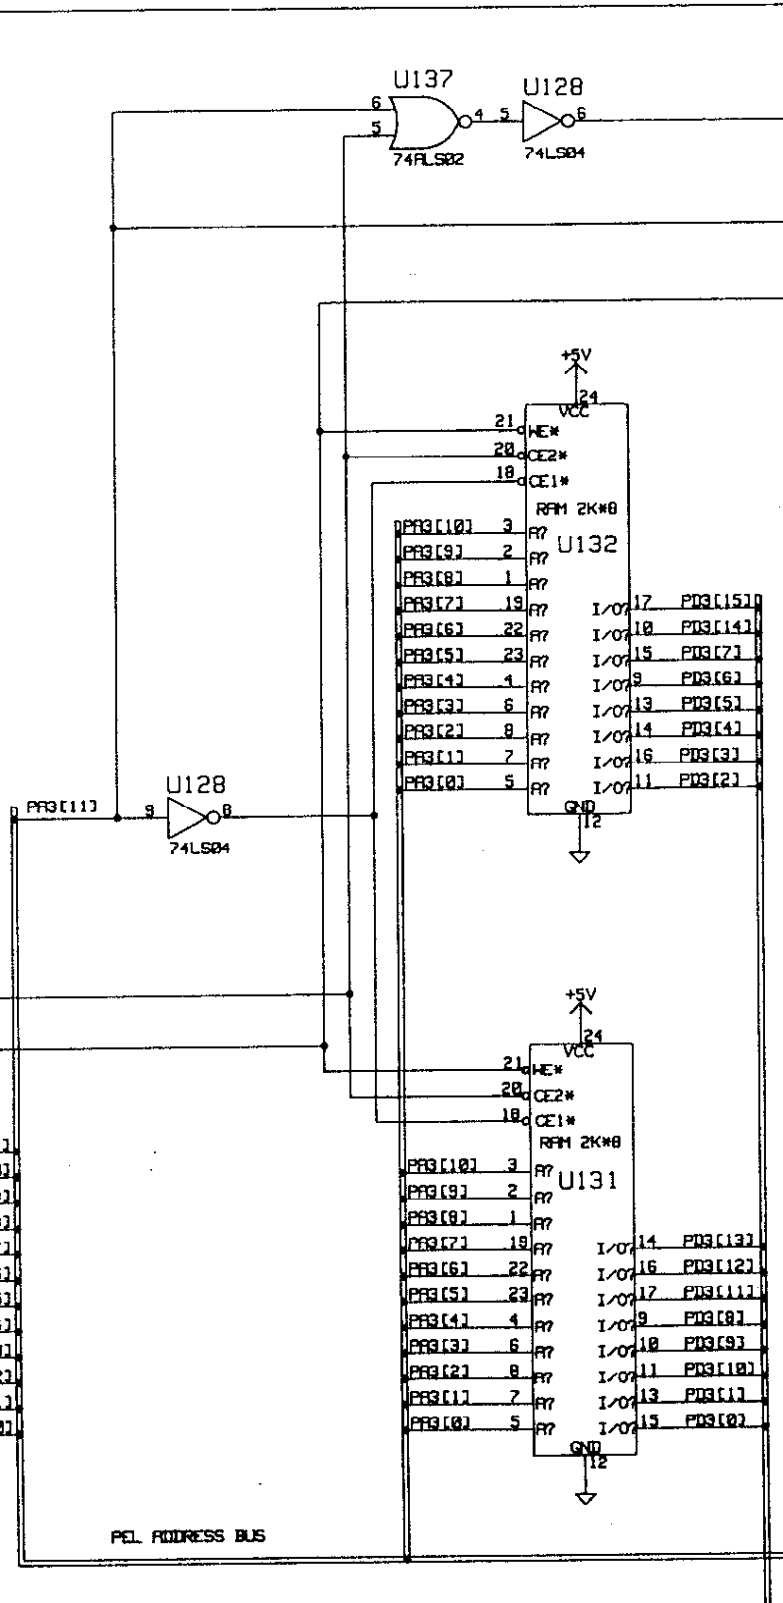 U137
U128
6
5
4
5
6
74ALS02
74LS04
+5V
24
VCC
21 WE*
20 CE2*
18 CE1*
RAM 2K*8
U132
PA3[10] 3 A?
PA3[9] 2 A?
PA3[8] 1 A?
PA3[7] 19 A?
PA3[6] 22 A?
PA3[5] 23 A?
PA3[4] 4 A?
PA3[3] 6 A?
PA3[2] 8 A?
PA3[1] 7 A?
PA3[0] 5 A?
I/O? 17 PD3[15]
I/O? 10 PD3[14]
I/O? 15 PD3[7]
I/O? 9 PD3[6]
I/O? 13 PD3[5]
I/O? 14 PD3[4]
I/O? 16 PD3[3]
I/O? 11 PD3[2]
GND
12
U128
PA3[11] 9 8
74LS04
+5V
24
VCC
21 WE*
20 CE2*
18 CE1*
RAM 2K*8
U131
PA3[10] 3 A?
PA3[9] 2 A?
PA3[8] 1 A?
PA3[7] 19 A?
PA3[6] 22 A?
PA3[5] 23 A?
PA3[4] 4 A?
PA3[3] 6 A?
PA3[2] 8 A?
PA3[1] 7 A?
PA3[0] 5 A?
I/O? 14 PD3[13]
I/O? 16 PD3[12]
I/O? 17 PD3[11]
I/O? 9 PD3[8]
I/O? 10 PD3[9]
I/O? 11 PD3[10]
I/O? 13 PD3[1]
I/O? 15 PD3[0]
GND
12
PEL ADDRESS BUS